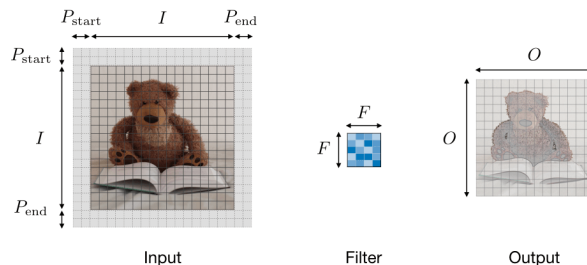 P_start I P_end
P_start
I
P_end
F
F
O
O
Input Filter Output